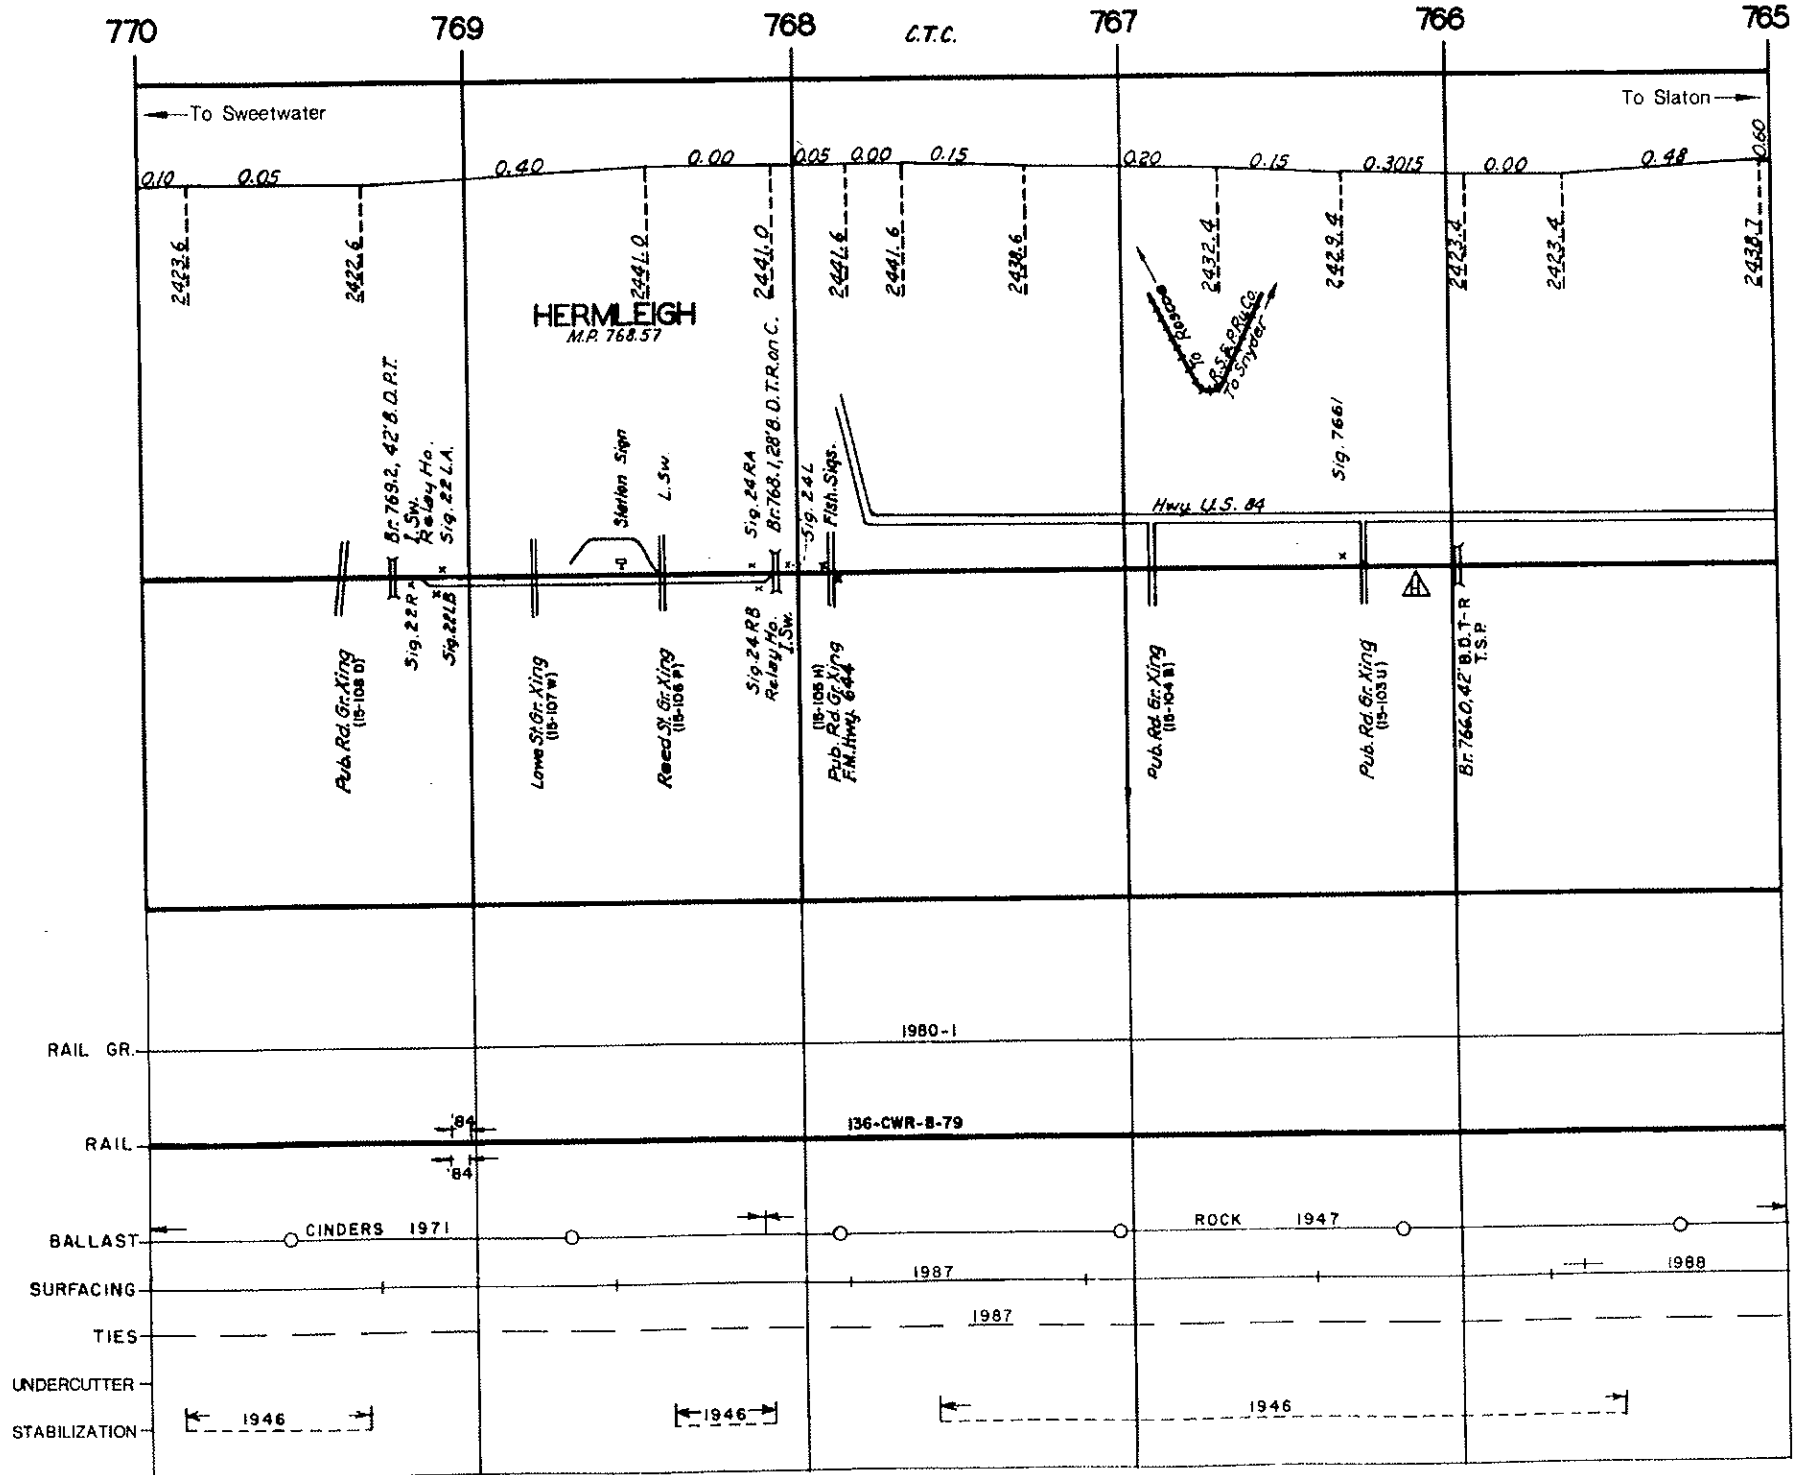 770 769 768 C.T.C. 767 766 765
To Sweetwater
To Slaton
0.10 0.05 0.40 0.00 0.05 0.00 0.15 0.20 0.15 0.30 15 0.00 0.48 0.60
2423.6
2422.6
2441.0
2441.0
2441.6
2441.6
2438.6
2432.4
2429.4
2423.4
2423.4
2438.7
HERMLEIGH
M.P. 768.57
To Roscoe
R.S.&P.Ry.Co.
To Snyder
Br. 769.2, 42' B.D.P.T.
I.Sw.
Relay Ho.
Sig. 22 L.A.
Station Sign
L.Sw.
Sig. 24 RA
Br. 768.1, 28' B.D.T.R. on C.
Sig. 24 L
Flsh. Sigs.
Sig. 7661
Hwy. U.S. 84
Sig. 22 R
Sig. 22 LB
Sig. 24 RB
Relay Ho.
I.Sw.
H
Pub. Rd. Gr. Xing
(15-108 D)
Lowe St. Gr. Xing
(15-107 W)
Reed St. Gr. Xing
(15-106 P)
(15-105 H)
Pub. Rd. Gr. Xing
F.M. Hwy. 644
Pub. Rd. Gr. Xing
(15-104 B)
Pub. Rd. Gr. Xing
(15-103 U)
Br. 766.0, 42' B.D.T-R
T.S.P.
RAIL GR. 1980-1
'84
RAIL 136-CWR-B-79
'84
BALLAST CINDERS 1971 ROCK 1947
SURFACING 1987 1988
TIES 1987
UNDERCUTTER
STABILIZATION 1946 1946 1946